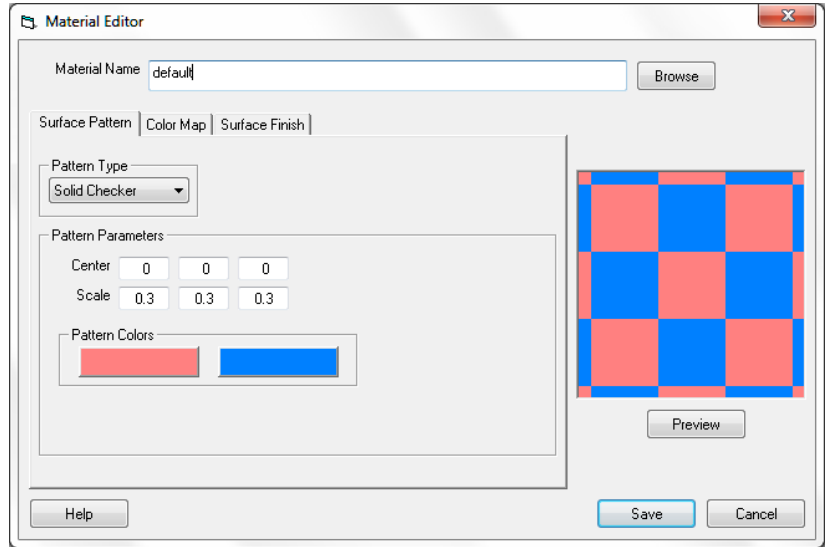 Material Editor
Material Name default Browse
Surface Pattern Color Map Surface Finish
Pattern Type
Solid Checker
Pattern Parameters
Center 0 0 0
Scale 0.3 0.3 0.3
Pattern Colors
Preview
Help Save Cancel